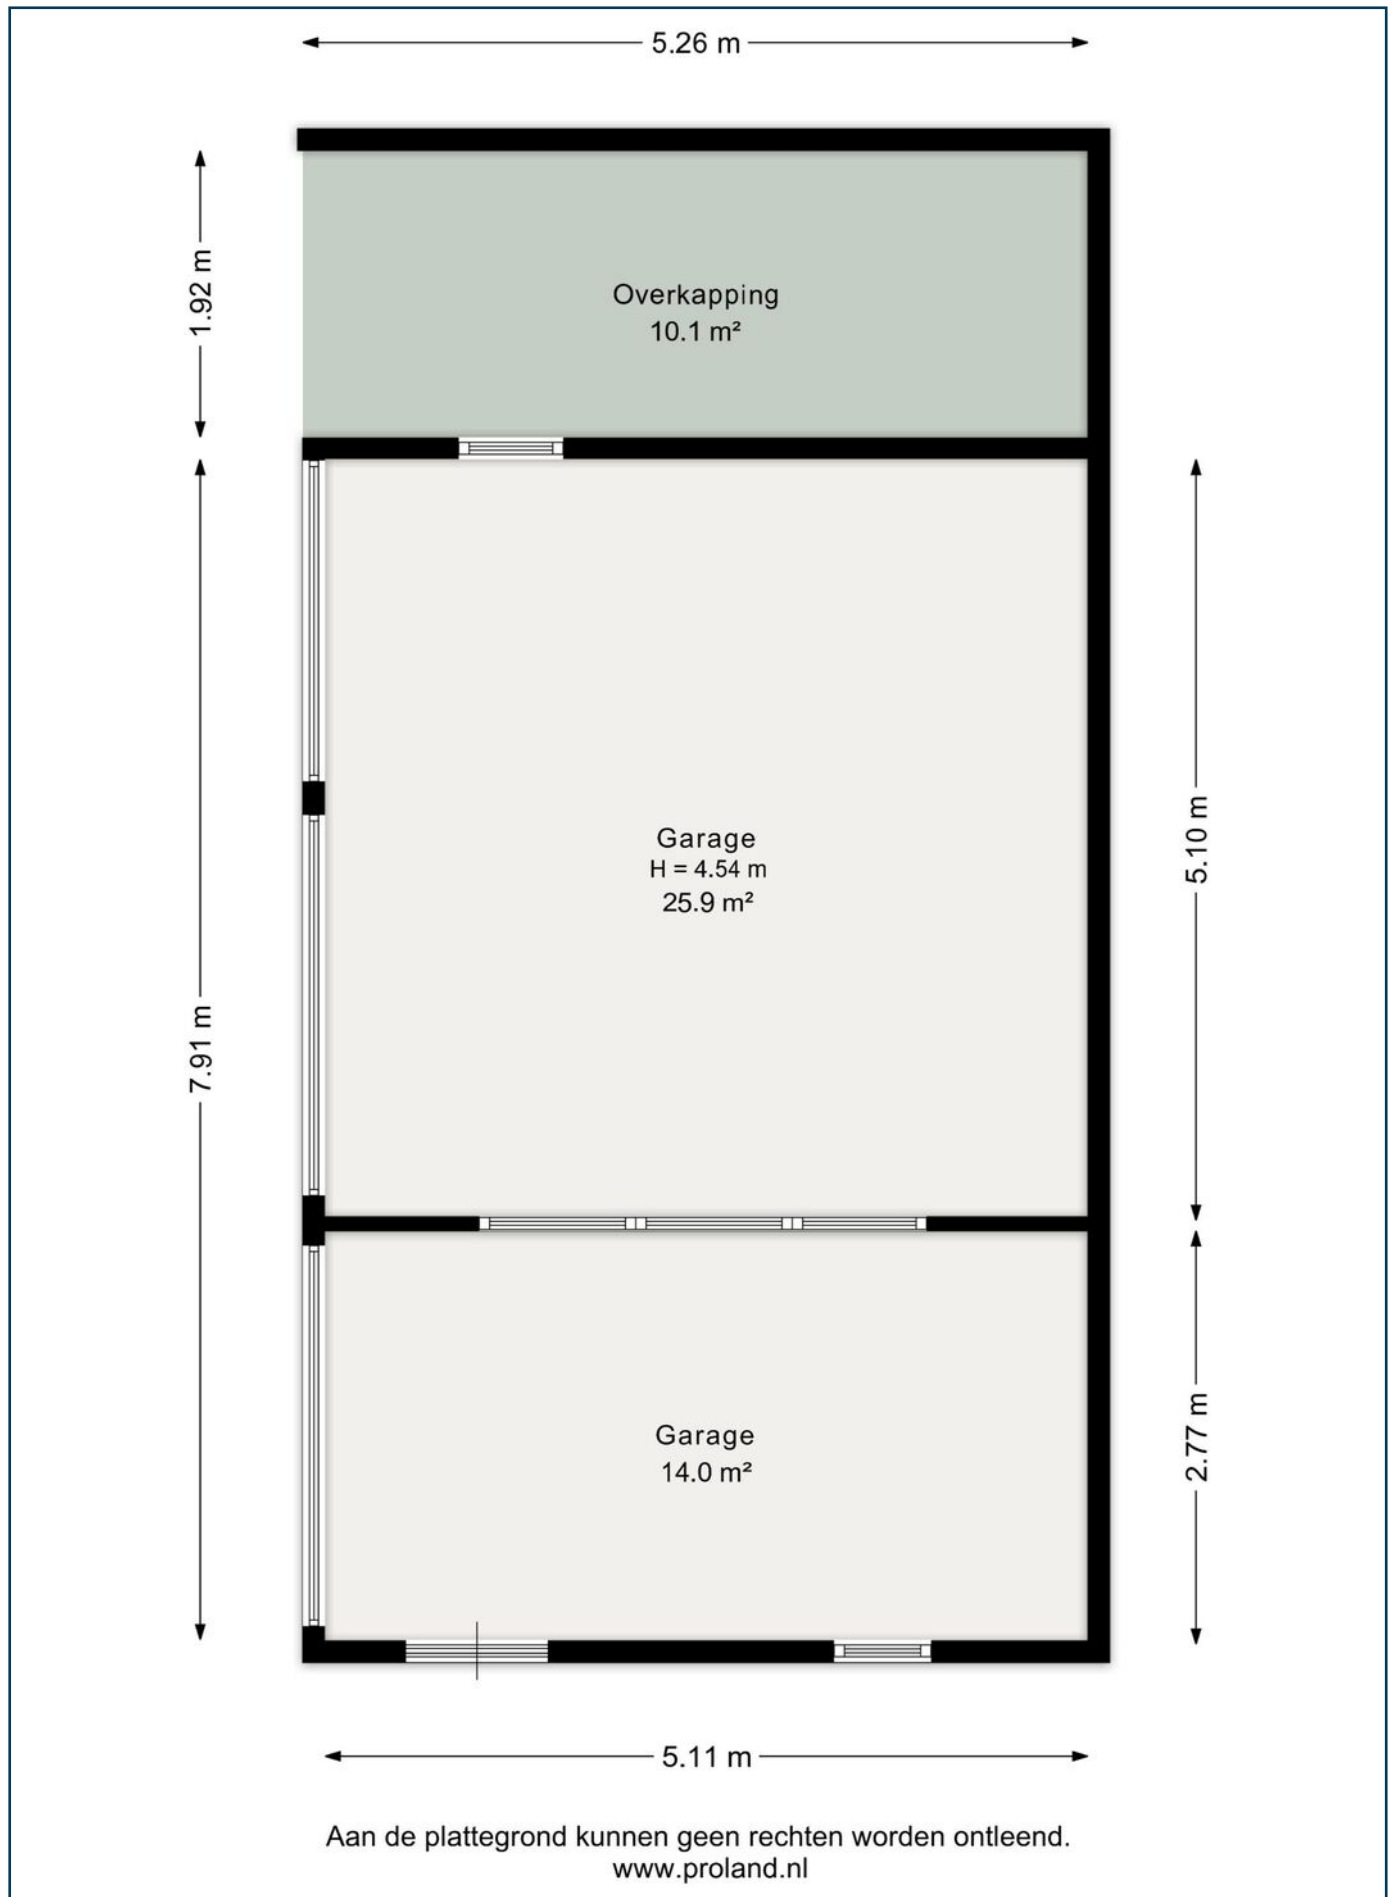 5.26 m
1.92 m
Overkapping
10.1 m²
7.91 m
5.10 m
Garage
H = 4.54 m
25.9 m²
2.77 m
Garage
14.0 m²
5.11 m
Aan de plattegrond kunnen geen rechten worden ontleend.
www.proland.nl